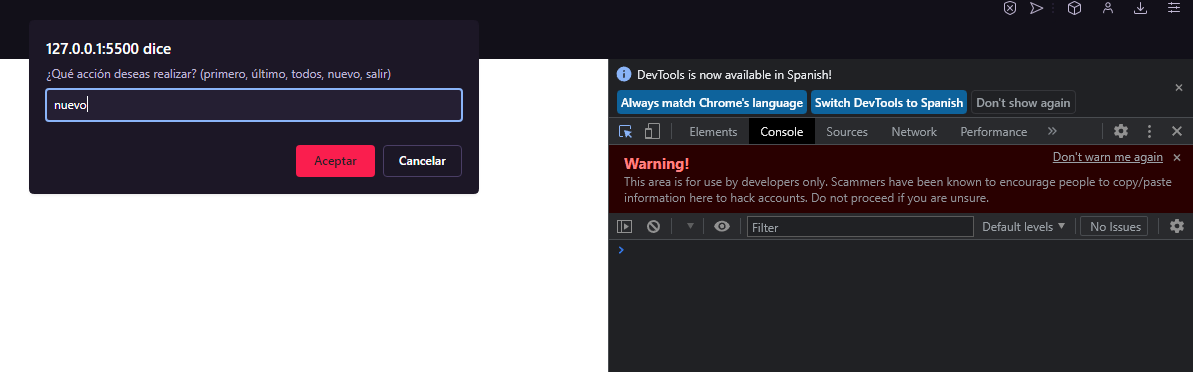 127.0.0.1:5500 dice
¿Qué acción deseas realizar? (primero, último, todos, nuevo, salir)
nuevo
Aceptar
Cancelar
DevTools is now available in Spanish!
Always match Chrome's language
Switch DevTools to Spanish
Don't show again
Elements
Console
Sources
Network
Performance
Warning!
Don't warn me again
This area is for use by developers only. Scammers have been known to encourage people to copy/paste
information here to hack accounts. Do not proceed if you are unsure.
Filter
Default levels
No Issues